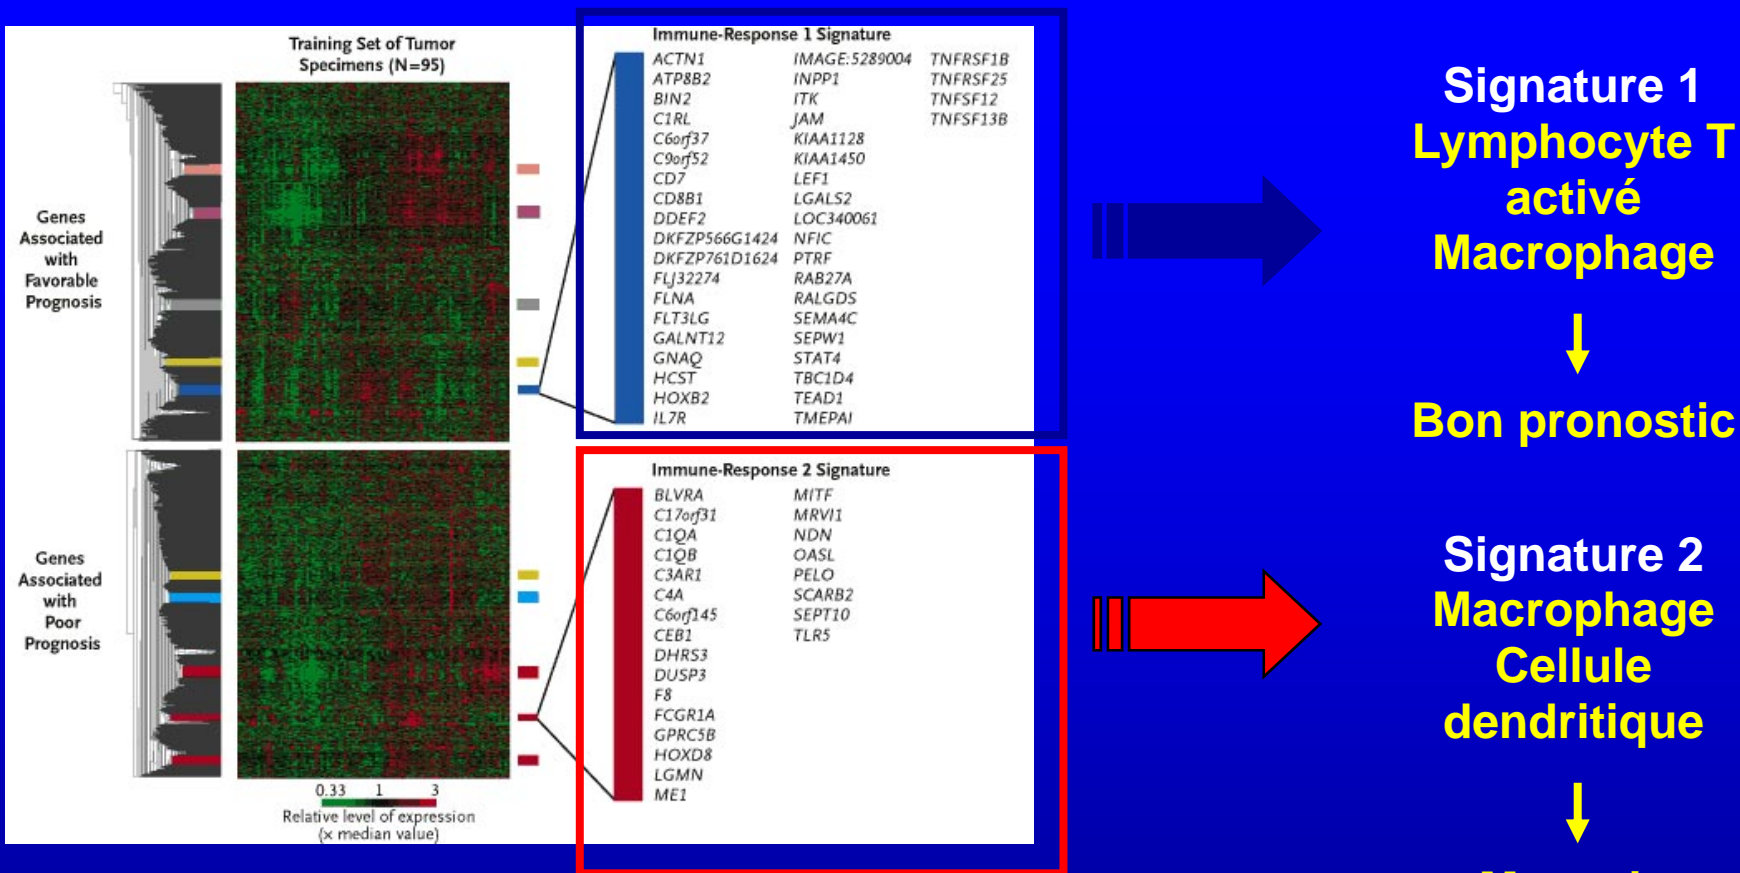 Training Set of Tumor
Specimens (N=95)
Genes
Associated
with
Favorable
Prognosis
Genes
Associated
with
Poor
Prognosis
0.33 1 3
Relative level of expression
(x median value)
Immune-Response 1 Signature
ACTN1 IMAGE:5289004 TNFRSF1B
ATP8B2 INPP1 TNFRSF25
BIN2 ITK TNFSF12
C1RL JAM TNFSF13B
C6orf37 KIAA1128
C9orf52 KIAA1450
CD7 LEF1
CD8B1 LGALS2
DDEF2 LOC340061
DKFZP566G1424 NFIC
DKFZP761D1624 PTRF
FLJ32274 RAB27A
FLNA RALGDS
FLT3LG SEMA4C
GALNT12 SEPW1
GNAQ STAT4
HCST TBC1D4
HOXB2 TEAD1
IL7R TMEPAI
Immune-Response 2 Signature
BLVRA MITF
C17orf31 MRVI1
C1QA NDN
C1QB OASL
C3AR1 PELO
C4A SCARB2
C6orf145 SEPT10
CEB1 TLR5
DHRS3
DUSP3
F8
FCGR1A
GPRC5B
HOXD8
LGMN
ME1
Signature 1
Lymphocyte T
activé
Macrophage
Bon pronostic
Signature 2
Macrophage
Cellule
dendritique